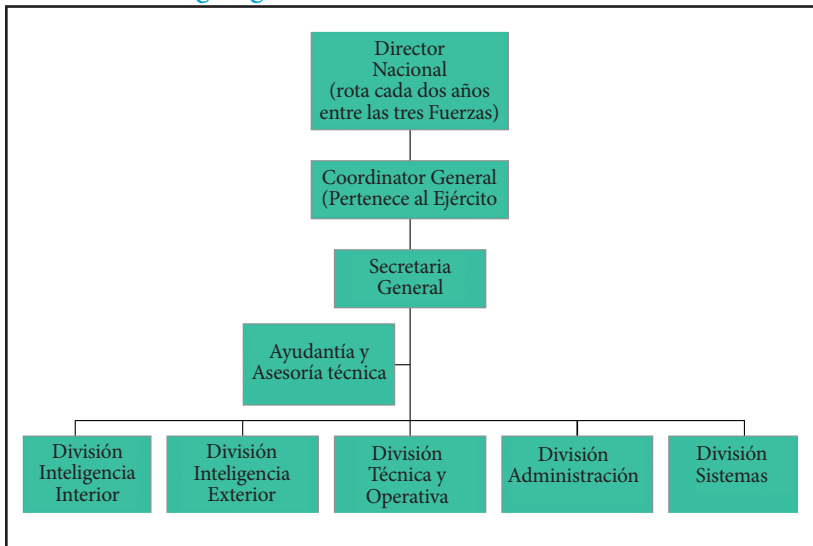 Director
Nacional
(rota cada dos años
entre las tres Fuerzas)
Coordinator General
(Pertenece al Ejército
Secretaria
General
Ayudantía y
Asesoría técnica
División
Inteligencia
Interior
División
Inteligencia
Exterior
División
Técnica y
Operativa
División
Administración
División
Sistemas